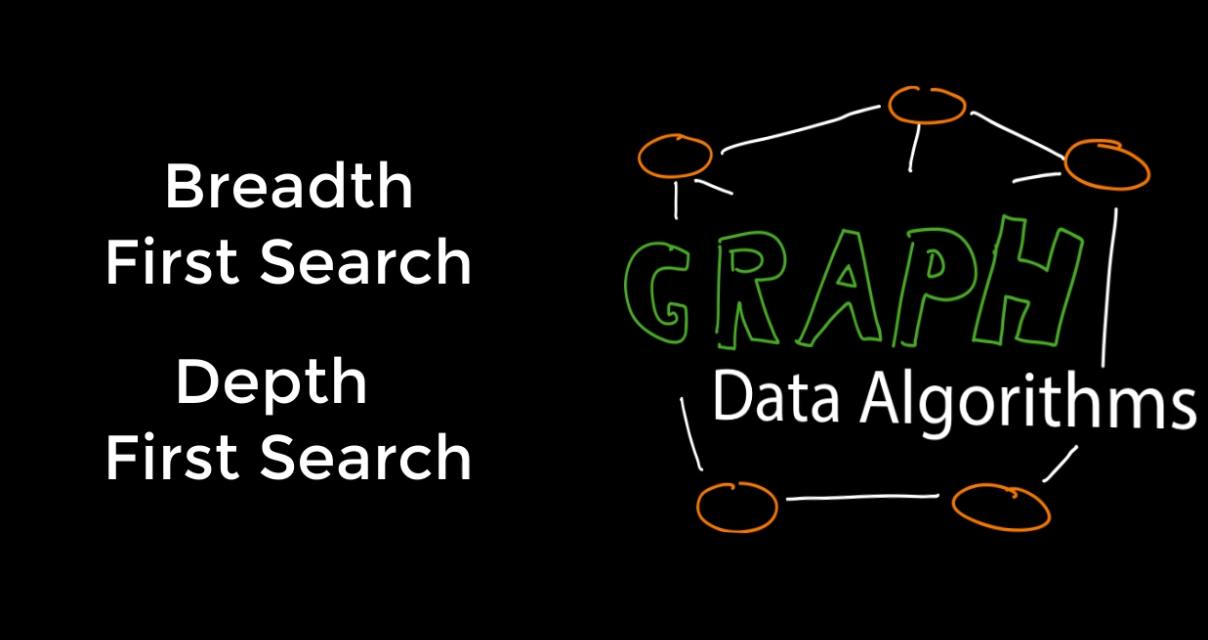 Breadth
First Search
Depth
First Search
GRAPH
Data Algorithms